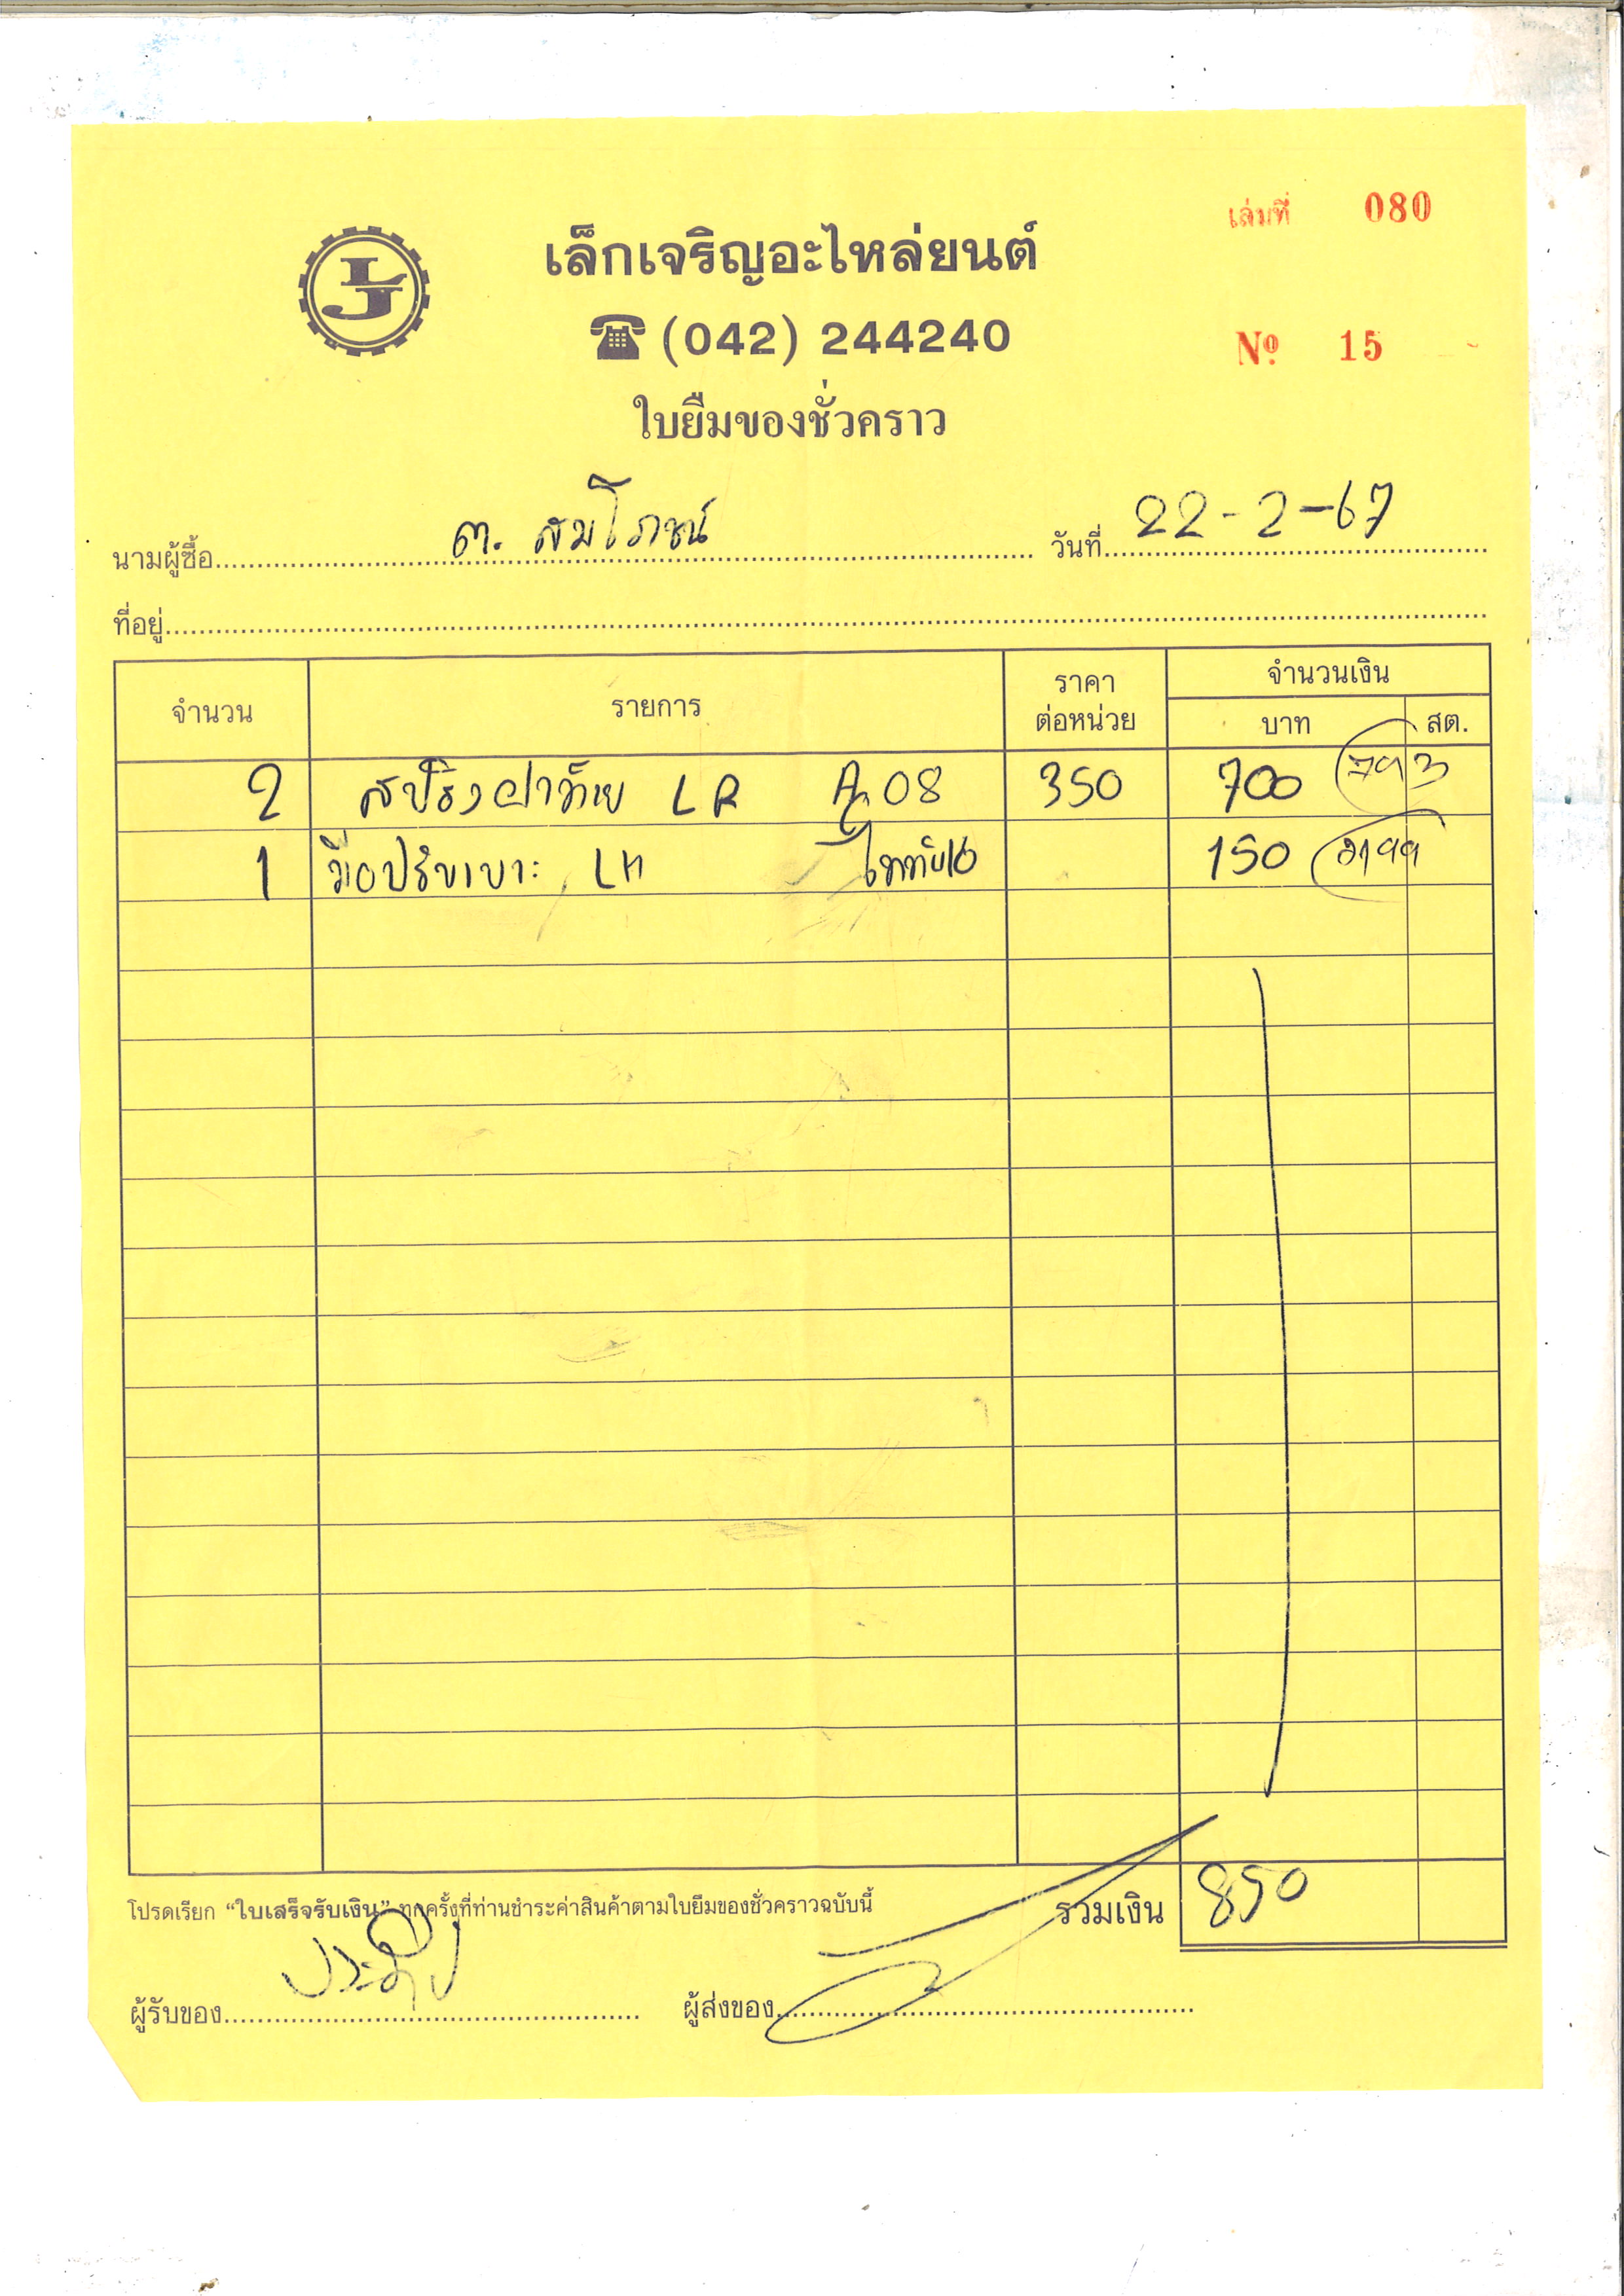 เล่มที่ 080
LJ
เล็กเจริญอะไหล่ยนต์
(042) 244240
Nº 15
ใบยืมของชั่วคราว
นามผู้ซื้อ ต. สมโภชน์ วันที่ 22-2-67
ที่อยู่
จำนวน รายการ ราคาต่อหน่วย จำนวนเงิน
บาท สต.
2 สปริงฝาท้าย LR 08 350 700
1 มือปรับเบาะ LH 150
โปรดเรียก “ใบเสร็จรับเงิน” ทุกครั้งที่ท่านชำระค่าสินค้าตามใบยืมของชั่วคราวฉบับนี้ รวมเงิน 850
ผู้รับของ ผู้ส่งของ